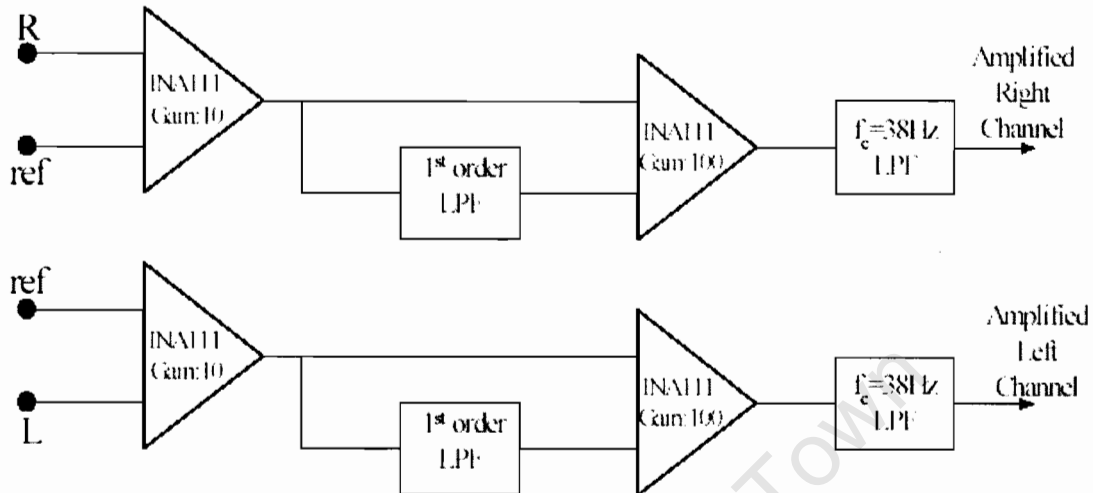 R
ref
INA111
Gain:10
1st order
LPF
INA111
Gain:100
fc=38Hz
LPF
Amplified
Right
Channel
ref
L
INA111
Gain:10
1st order
LPF
INA111
Gain:100
fc=38Hz
LPF
Amplified
Left
Channel
Town